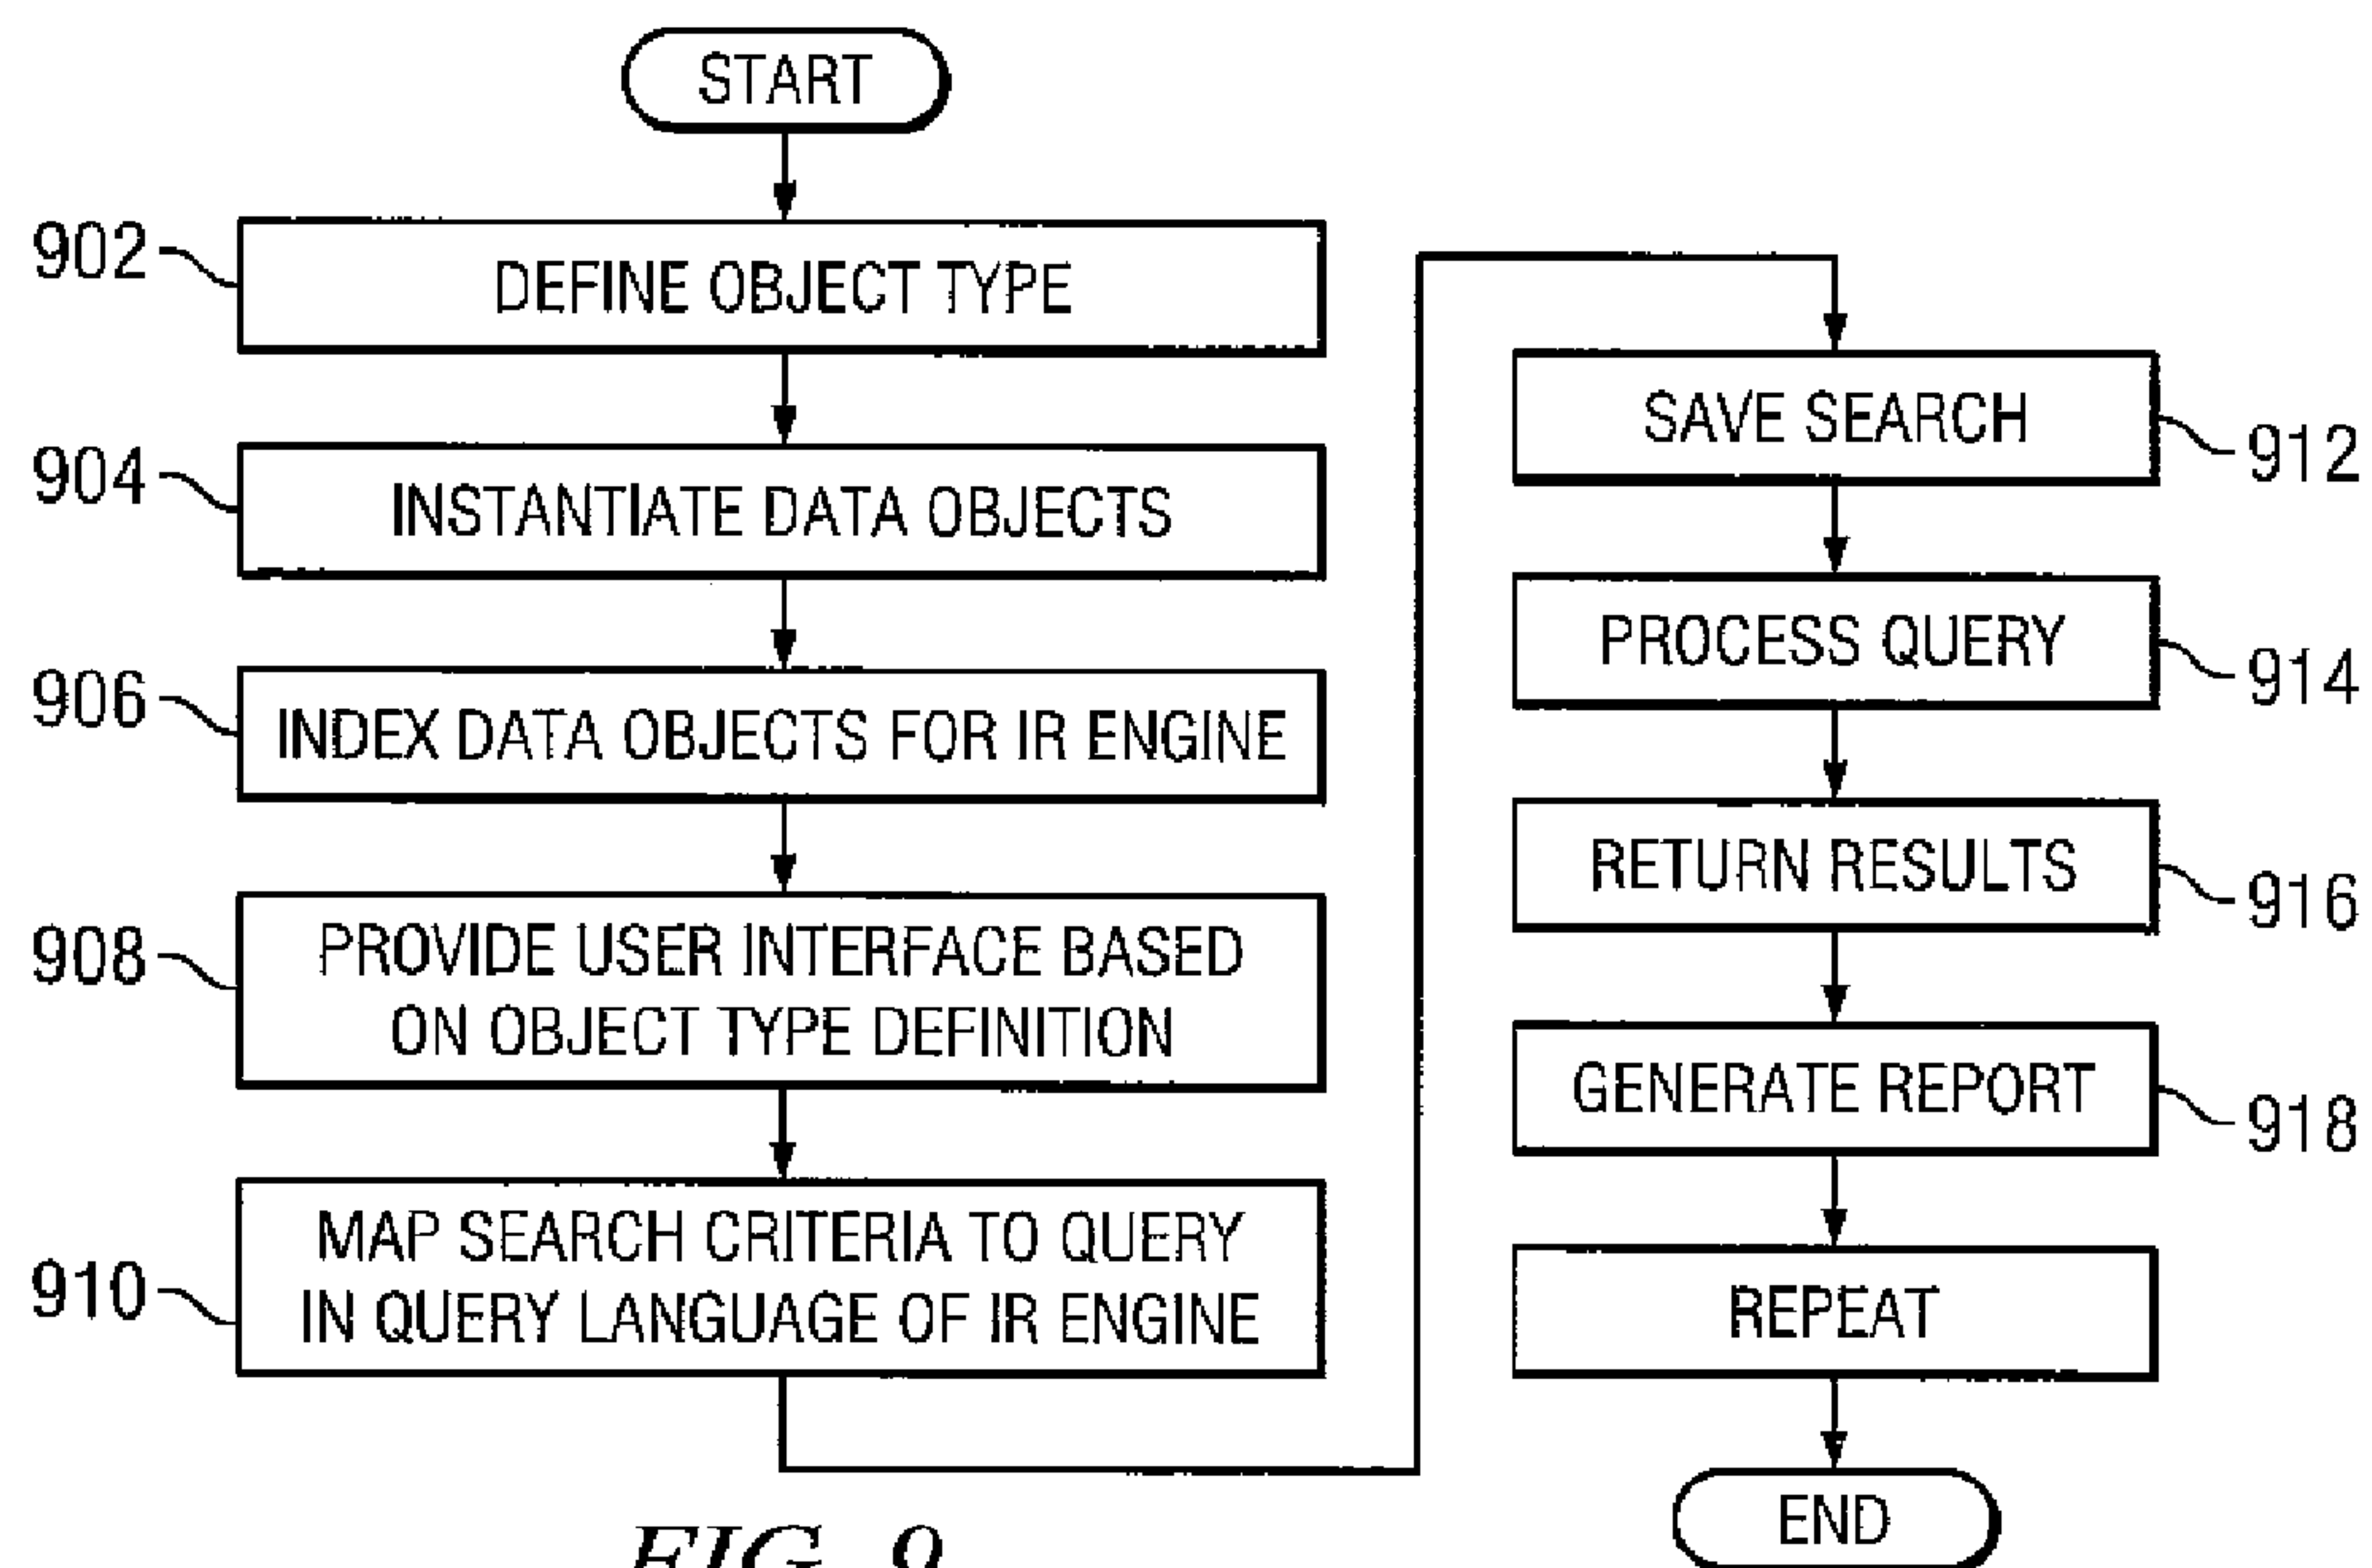 START
902
DEFINE OBJECT TYPE
904
INSTANTIATE DATA OBJECTS
906
INDEX DATA OBJECTS FOR IR ENGINE
908
PROVIDE USER INTERFACE BASED
ON OBJECT TYPE DEFINITION
910
MAP SEARCH CRITERIA TO QUERY
IN QUERY LANGUAGE OF IR ENGINE
SAVE SEARCH
912
PROCESS QUERY
914
RETURN RESULTS
916
GENERATE REPORT
918
REPEAT
END
FIG. 9